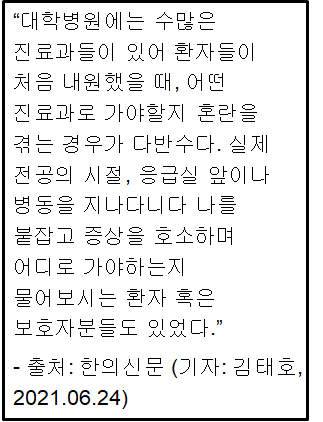 “대학병원에는 수많은
진료과들이 있어 환자들이
처음 내원했을 때, 어떤
진료과로 가야할지 혼란을
겪는 경우가 다반수다. 실제
전공의 시절, 응급실 앞이나
병동을 지나다니다 나를
붙잡고 증상을 호소하며
어디로 가야하는지
물어보시는 환자 혹은
보호자분들도 있었다.”
- 출처: 한의신문 (기자: 김태호,
2021.06.24)